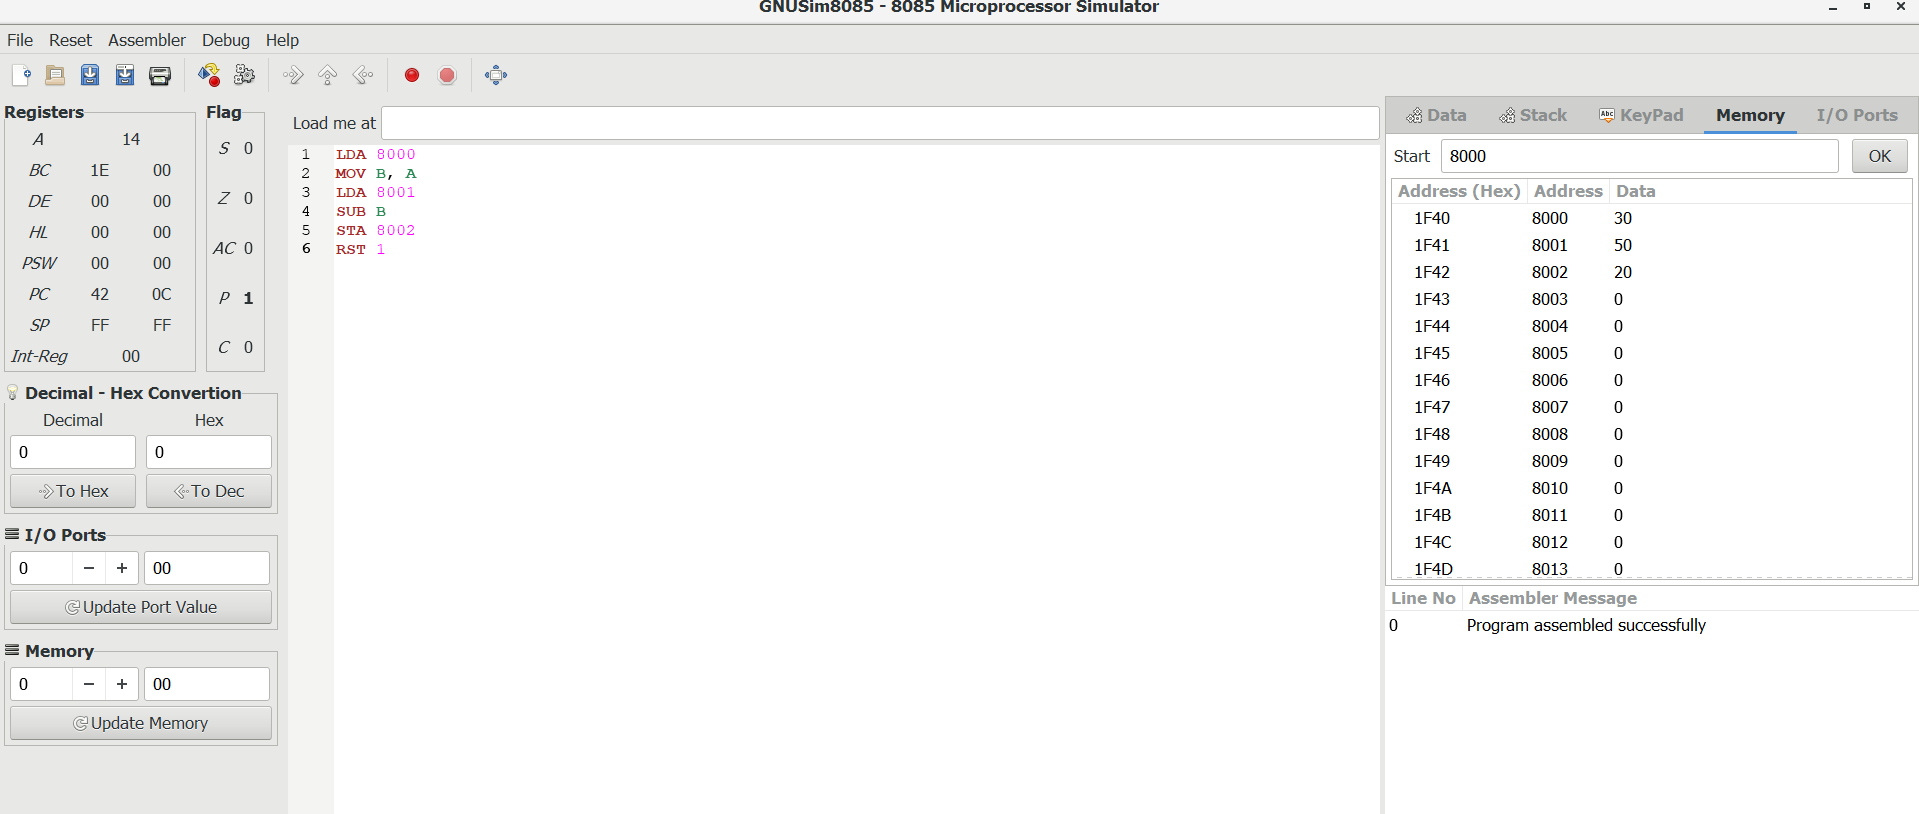 GNUSim8085 - 8085 Microprocessor Simulator
File Reset Assembler Debug Help
Registers
A 14
BC 1E 00
DE 00 00
HL 00 00
PSW 00 00
PC 42 0C
SP FF FF
Int-Reg 00
Flag
S 0
Z 0
AC 0
P 1
C 0
Decimal - Hex Convertion
Decimal Hex
0 0
To Hex To Dec
I/O Ports
0 − + 00
Update Port Value
Memory
0 − + 00
Update Memory
Load me at
1 LDA 8000
2 MOV B, A
3 LDA 8001
4 SUB B
5 STA 8002
6 RST 1
Data Stack KeyPad Memory I/O Ports
Start 8000 OK
Address (Hex) Address Data
1F40 8000 30
1F41 8001 50
1F42 8002 20
1F43 8003 0
1F44 8004 0
1F45 8005 0
1F46 8006 0
1F47 8007 0
1F48 8008 0
1F49 8009 0
1F4A 8010 0
1F4B 8011 0
1F4C 8012 0
1F4D 8013 0
Line No Assembler Message
0 Program assembled successfully